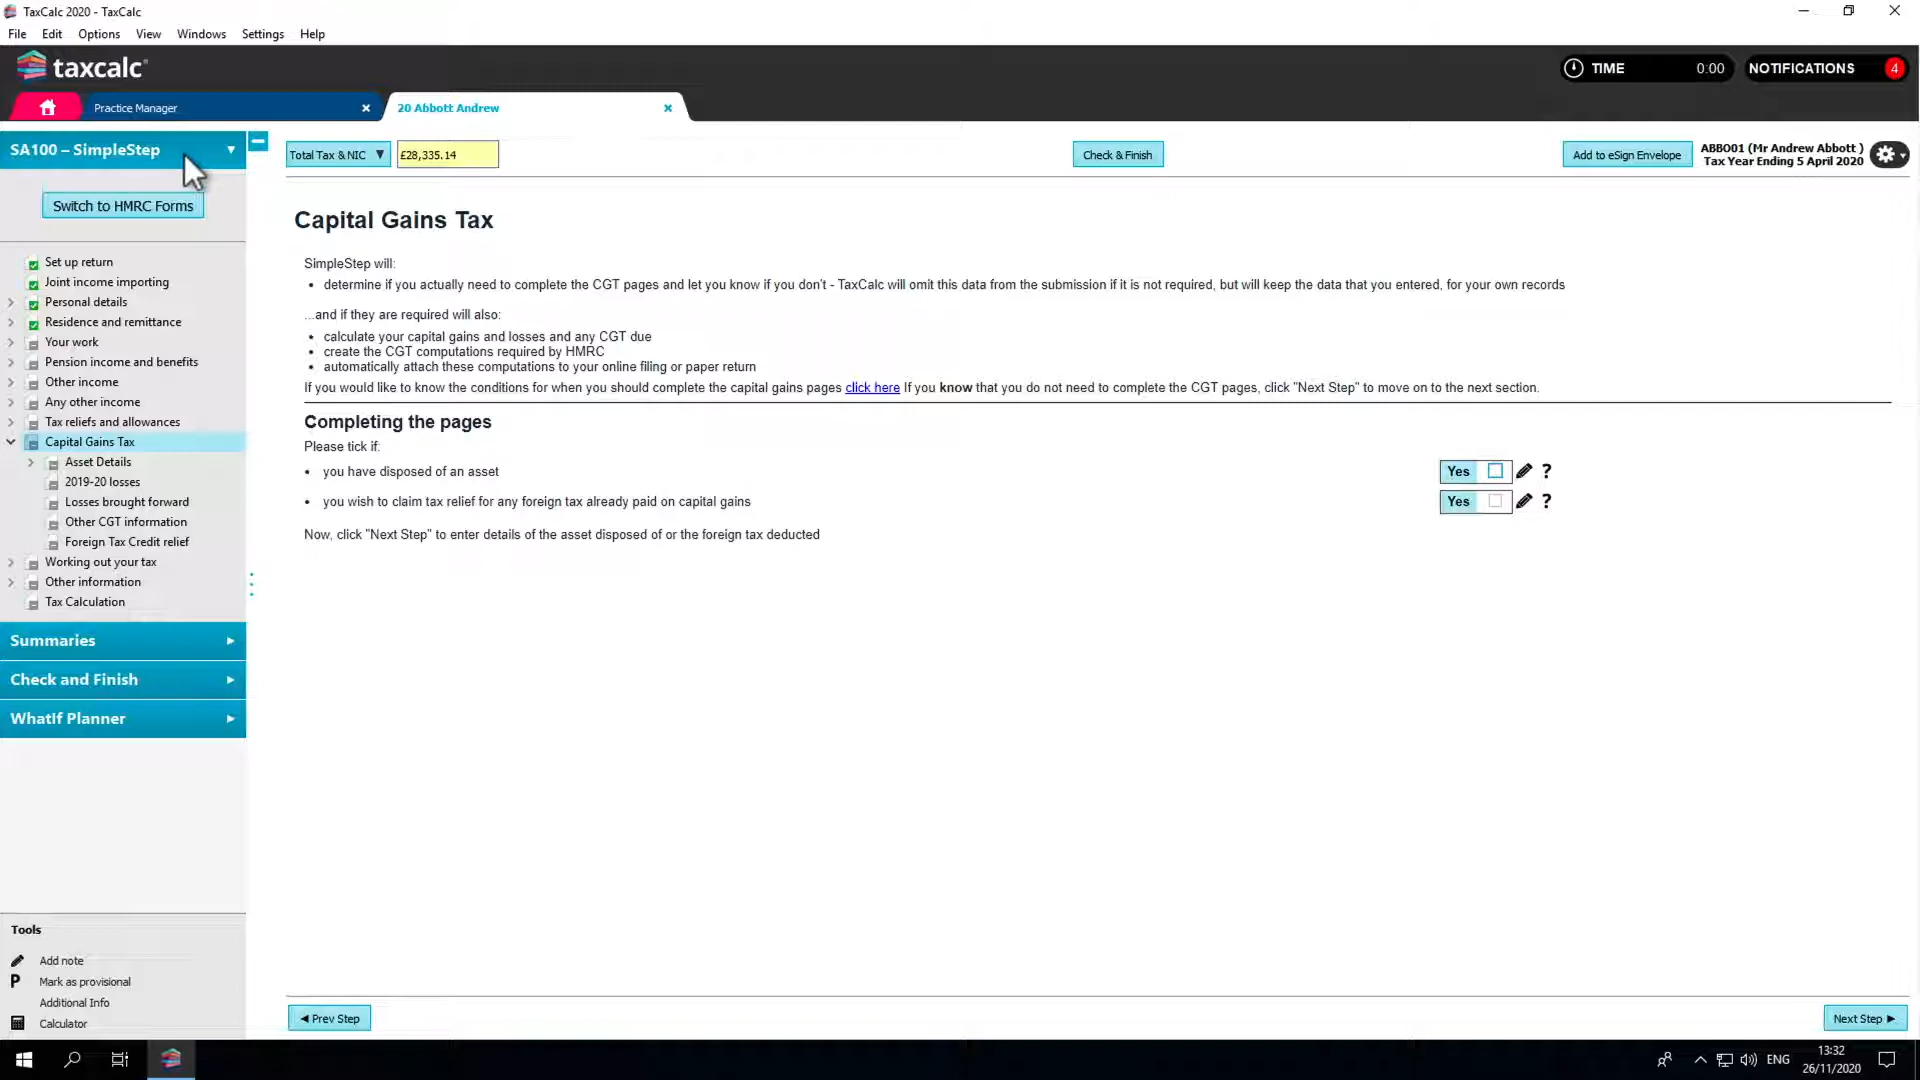 TaxCalc 2020 - TaxCalc
File Edit Options View Windows Settings Help
taxcalc
TIME 0:00 NOTIFICATIONS 4
Practice Manager
20 Abbott Andrew
SA100 – SimpleStep
Switch to HMRC Forms
Set up return
Joint income importing
Personal details
Residence and remittance
Your work
Pension income and benefits
Other income
Any other income
Tax reliefs and allowances
Capital Gains Tax
Asset Details
2019-20 losses
Losses brought forward
Other CGT information
Foreign Tax Credit relief
Working out your tax
Other information
Tax Calculation
Summaries
Check and Finish
WhatIf Planner
Tools
Add note
P Mark as provisional
Additional Info
Calculator
Total Tax & NIC £28,335.14
Check & Finish
Add to eSign Envelope
ABBO01 (Mr Andrew Abbott )
Tax Year Ending 5 April 2020
Capital Gains Tax
SimpleStep will:
• determine if you actually need to complete the CGT pages and let you know if you don't - TaxCalc will omit this data from the submission if it is not required, but will keep the data that you entered, for your own records
...and if they are required will also:
• calculate your capital gains and losses and any CGT due
• create the CGT computations required by HMRC
• automatically attach these computations to your online filing or paper return
If you would like to know the conditions for when you should complete the capital gains pages click here If you know that you do not need to complete the CGT pages, click "Next Step" to move on to the next section.
Completing the pages
Please tick if:
• you have disposed of an asset Yes ?
• you wish to claim tax relief for any foreign tax already paid on capital gains Yes ?
Now, click "Next Step" to enter details of the asset disposed of or the foreign tax deducted
Prev Step
Next Step
ENG
13:32
26/11/2020